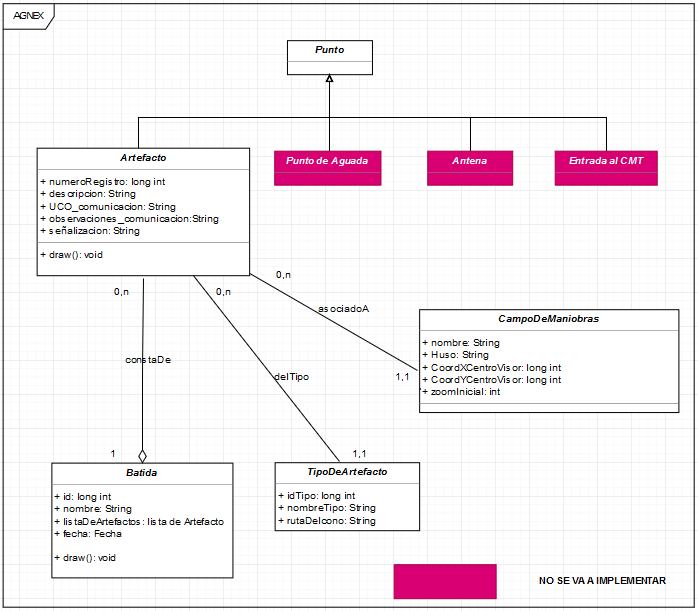 AGNEX
Punto
Artefacto
+ numeroRegistro: long int
+ descripcion: String
+ UCO_comunicacion: String
+ observaciones_comunicacion:String
+ señalización: String
+ draw(): void
Punto de Aguada
Antena
Entrada al CMT
0,n
0,n
0,n
asociadoA
1,1
CampoDeManiobras
+ nombre: String
+ Huso: String
+ CoordXCentroVisor: long int
+ CoordYCentroVisor: long int
+ zoomInicial: int
constaDe
delTipo
1
1,1
Batida
+ id: long int
+ nombre: String
+ listaDeArtefactos: lista de Artefacto
+ fecha: Fecha
+ draw(): void
TipoDeArtefacto
+ idTipo: long int
+ nombreTipo: String
+ rutaDeIcono: String
NO SE VA A IMPLEMENTAR